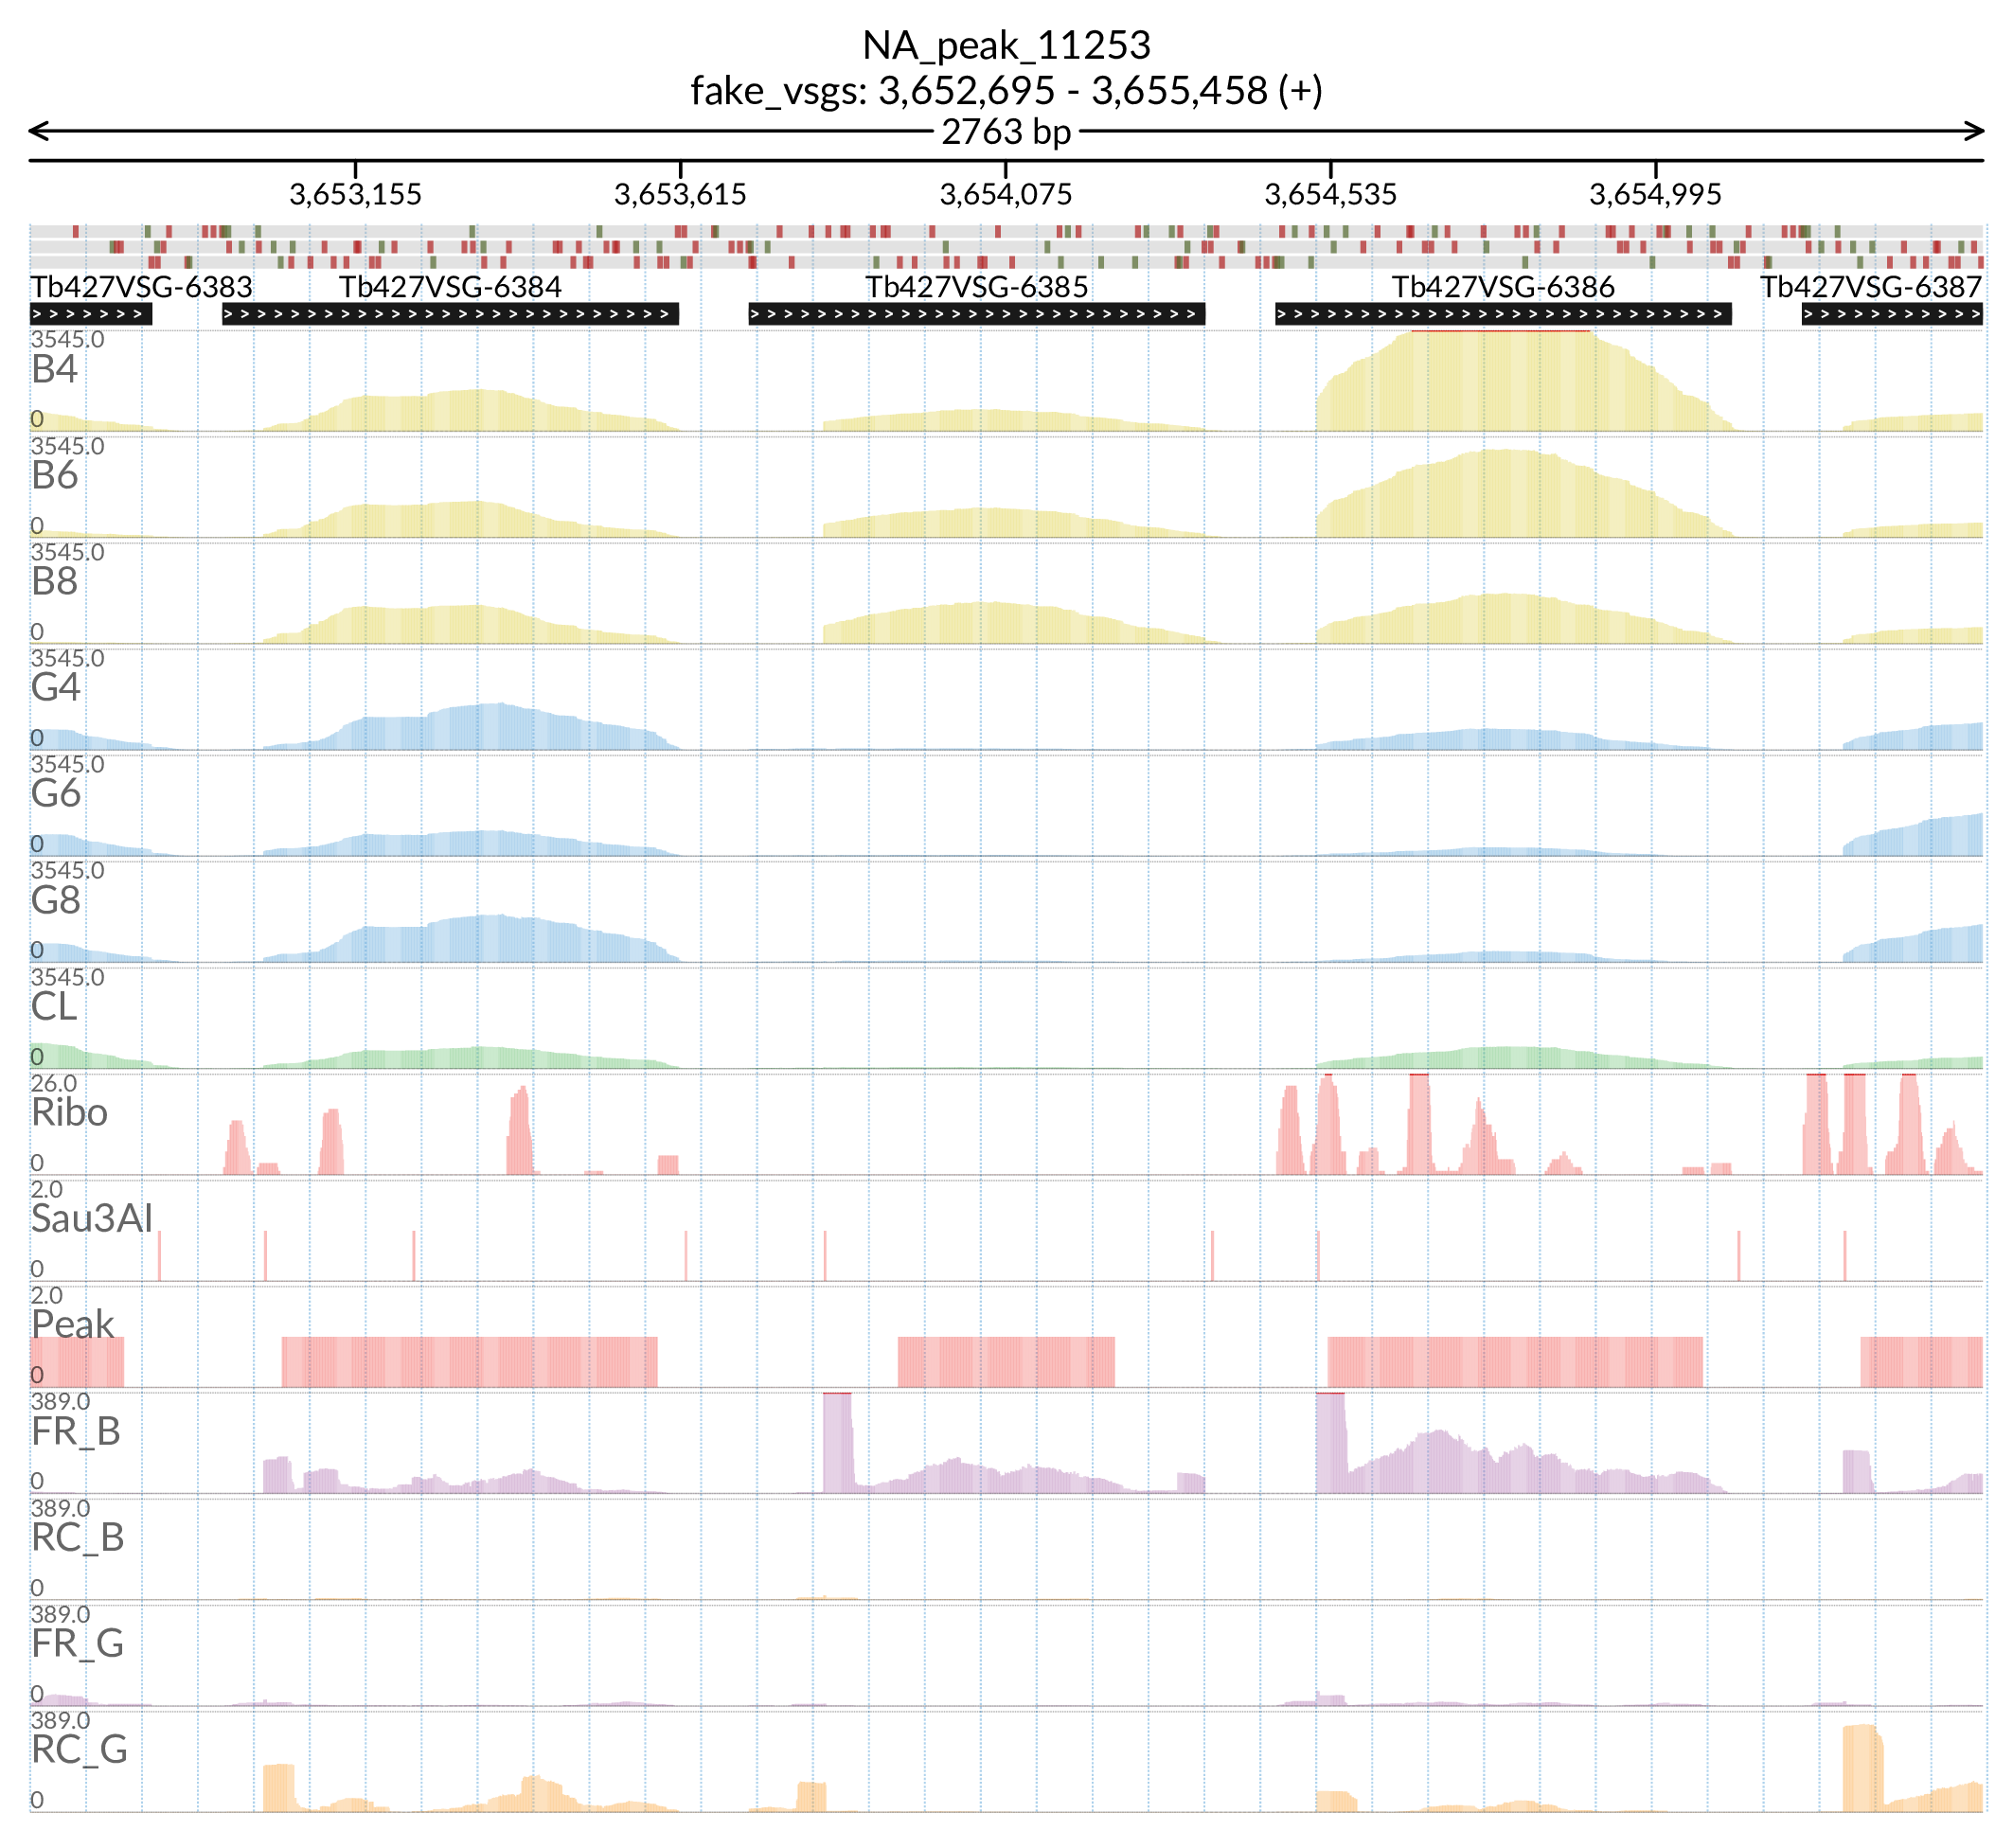 NA_peak_11253
fake_vsgs: 3,652,695 - 3,655,458 (+)
2763 bp
3,653,155 3,653,615 3,654,075 3,654,535 3,654,995
Tb427VSG-6383 Tb427VSG-6384 Tb427VSG-6385 Tb427VSG-6386 Tb427VSG-6387
3545.0
B4
0
3545.0
B6
0
3545.0
B8
0
3545.0
G4
0
3545.0
G6
0
3545.0
G8
0
3545.0
CL
0
26.0
Ribo
0
2.0
Sau3AI
0
2.0
Peak
0
389.0
FR_B
0
389.0
RC_B
0
389.0
FR_G
0
389.0
RC_G
0